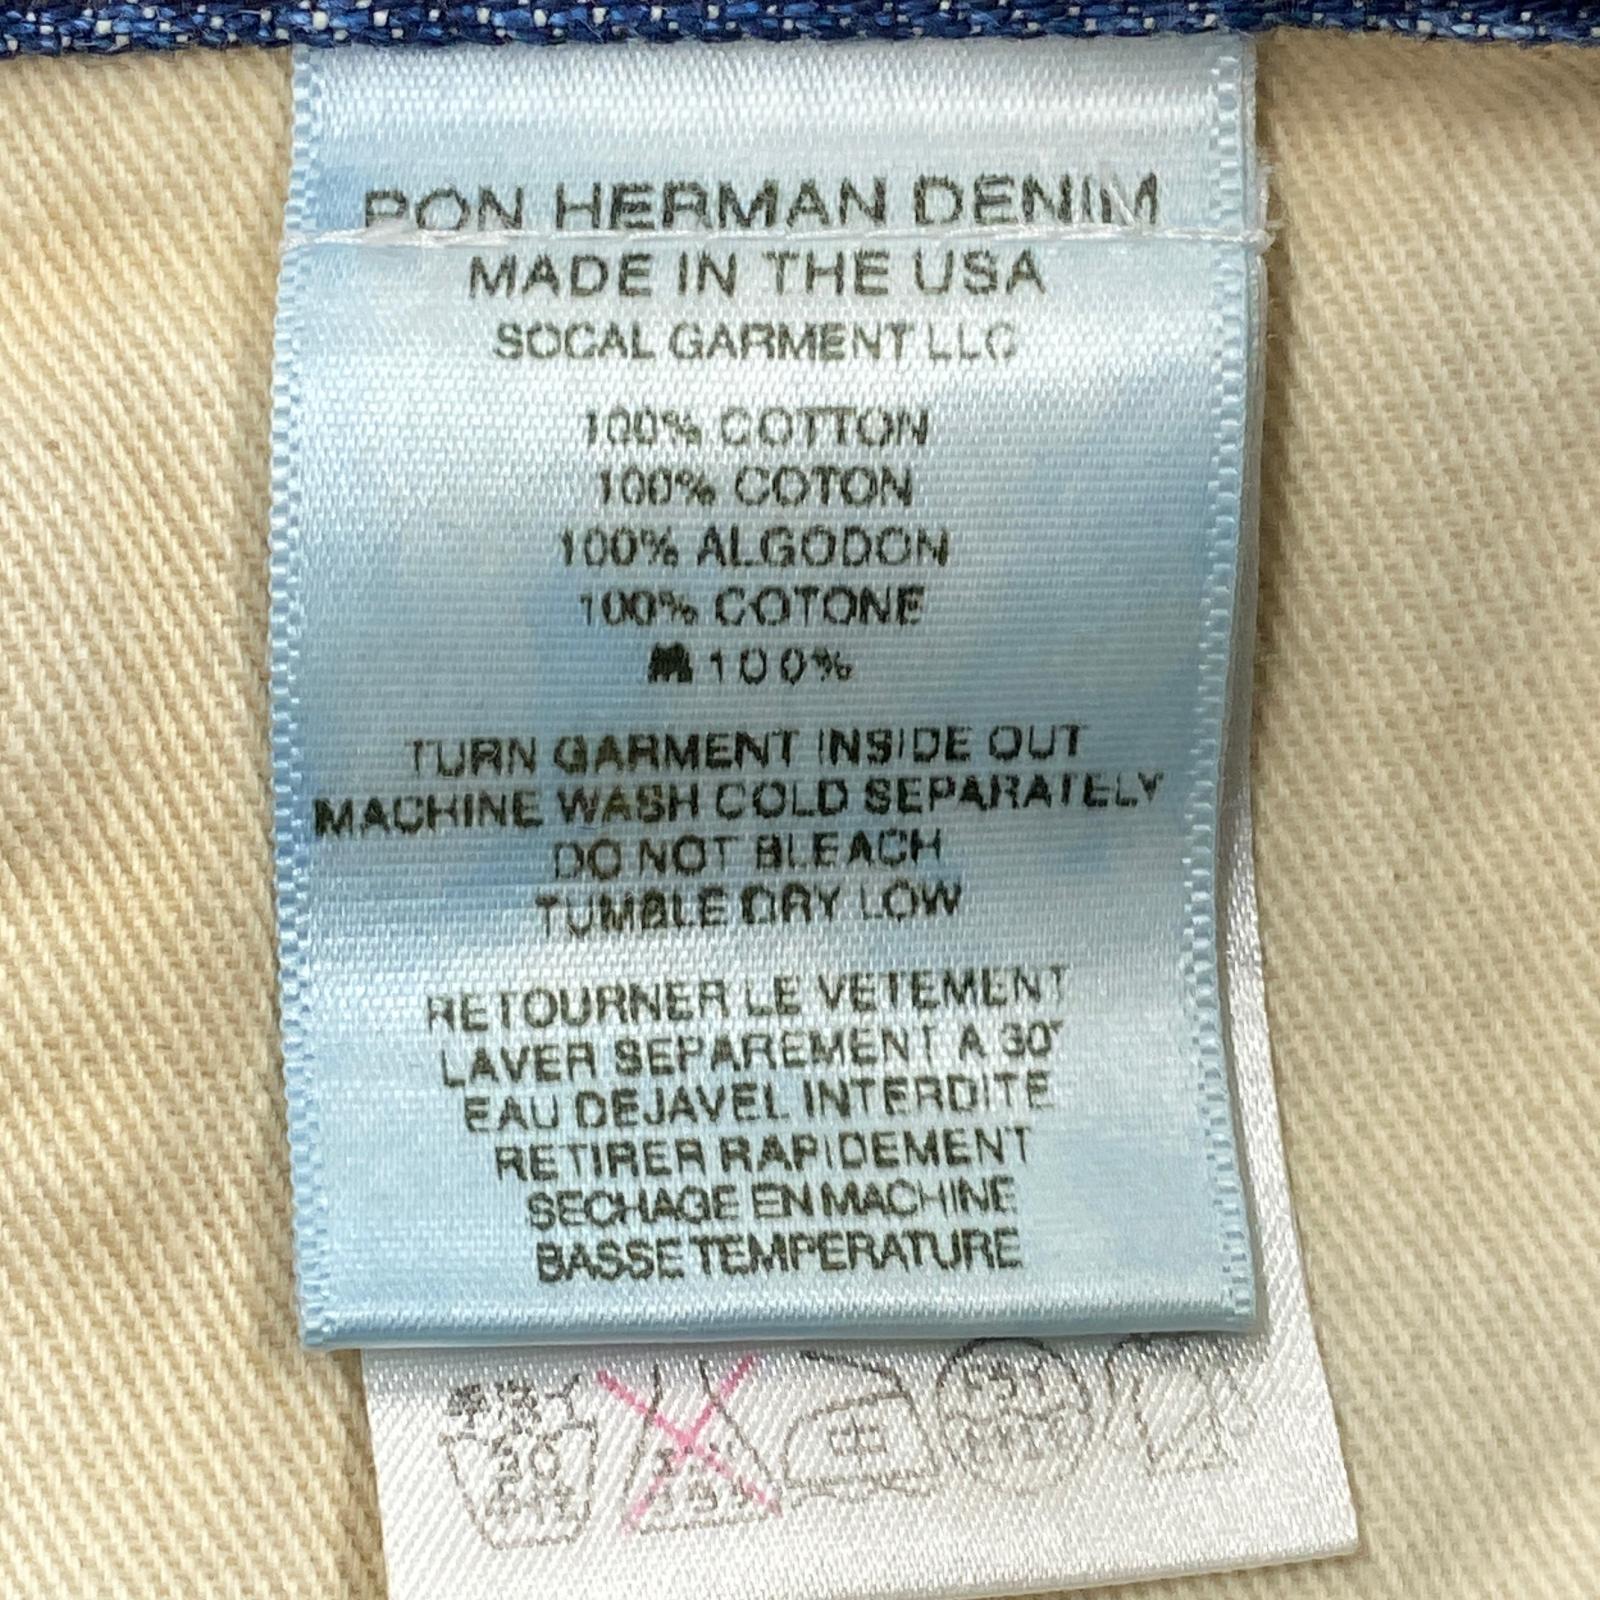 RON HERMAN DENIM
MADE IN THE USA
SOCAL GARMENT LLC
100% COTTON
100% COTON
100% ALGODON
100% COTONE
100%
TURN GARMENT INSIDE OUT
MACHINE WASH COLD SEPARATELY
DO NOT BLEACH
TUMBLE DRY LOW
RETOURNER LE VETEMENT
LAVER SEPAREMENT A 30°
EAU DEJAVEL INTERDITE
RETIRER RAPIDEMENT
SECHAGE EN MACHINE
BASSE TEMPERATURE